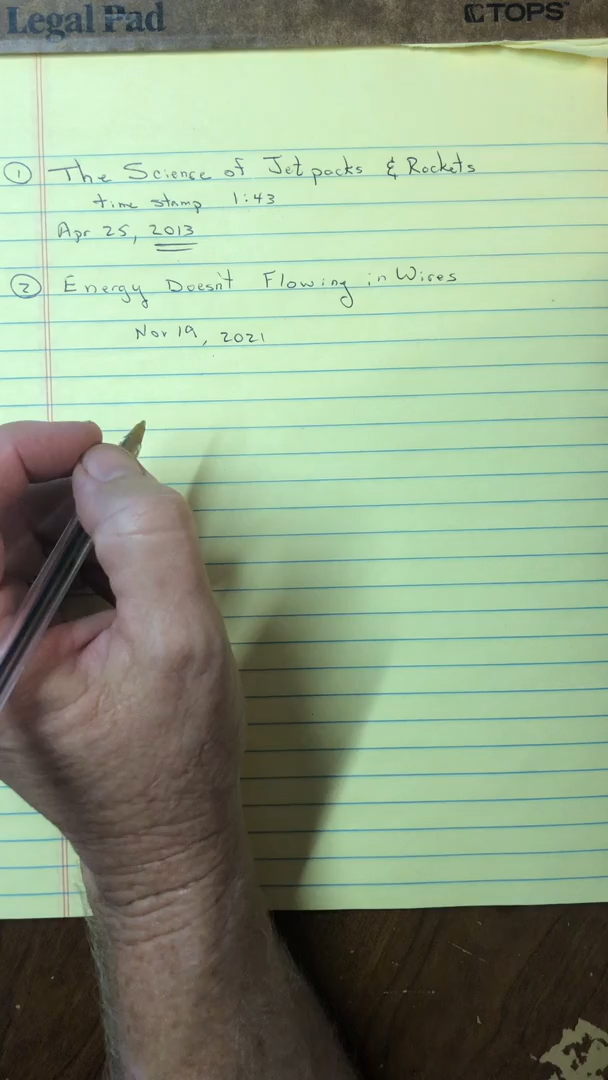 Legal Pad
TOPS
① The Science of Jetpacks & Rockets
time stamp 1:43
Apr 25, 2013
② Energy Doesn't Flowing in Wires
Nov 19, 2021